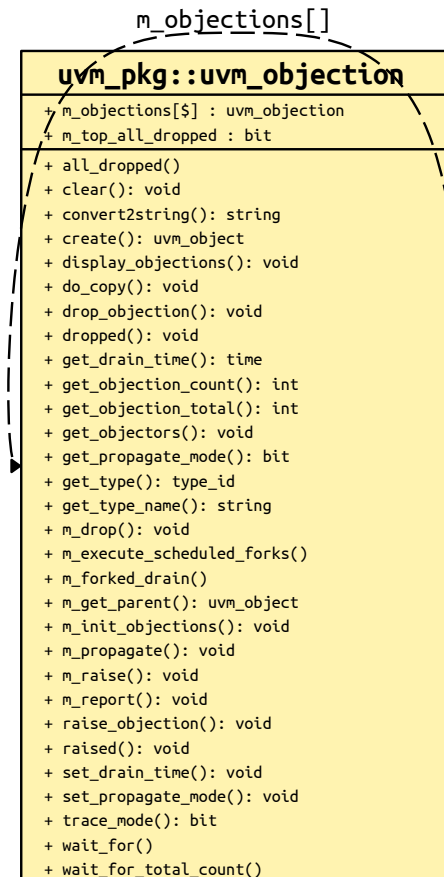 m_objections[]
uvm_pkg::uvm_objection
+ m_objections[$] : uvm_objection
+ m_top_all_dropped : bit
+ all_dropped()
+ clear(): void
+ convert2string(): string
+ create(): uvm_object
+ display_objections(): void
+ do_copy(): void
+ drop_objection(): void
+ dropped(): void
+ get_drain_time(): time
+ get_objection_count(): int
+ get_objection_total(): int
+ get_objectors(): void
+ get_propagate_mode(): bit
+ get_type(): type_id
+ get_type_name(): string
+ m_drop(): void
+ m_execute_scheduled_forks()
+ m_forked_drain()
+ m_get_parent(): uvm_object
+ m_init_objections(): void
+ m_propagate(): void
+ m_raise(): void
+ m_report(): void
+ raise_objection(): void
+ raised(): void
+ set_drain_time(): void
+ set_propagate_mode(): void
+ trace_mode(): bit
+ wait_for()
+ wait_for_total_count()